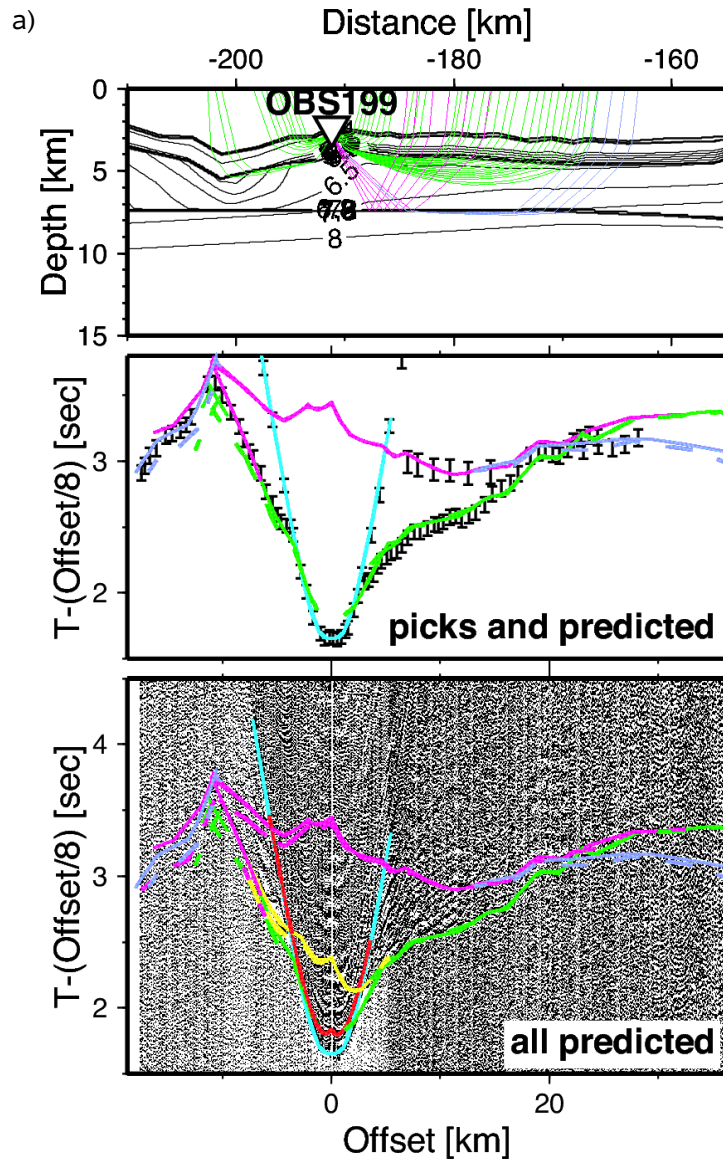 a)
Distance [km]
-200 -180 -160
OBS199
0
5
10
15
Depth [km]
6.5
8
3
2
T-(Offset/8) [sec]
picks and predicted
4
3
2
T-(Offset/8) [sec]
all predicted
0 20
Offset [km]